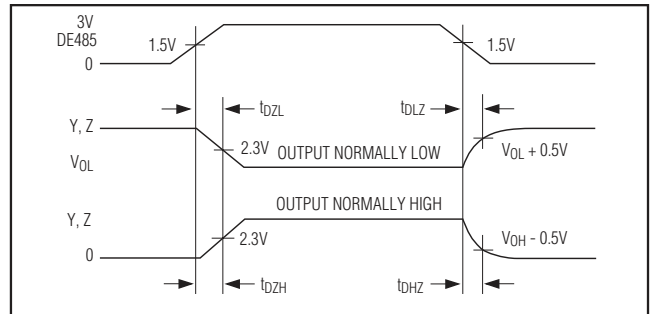 3V
DE485
1.5V
1.5V
0
tDZL
tDLZ
Y, Z
2.3V
OUTPUT NORMALLY LOW
VOL + 0.5V
VOL
OUTPUT NORMALLY HIGH
Y, Z
2.3V
VOH - 0.5V
0
tDZH
tDHZ